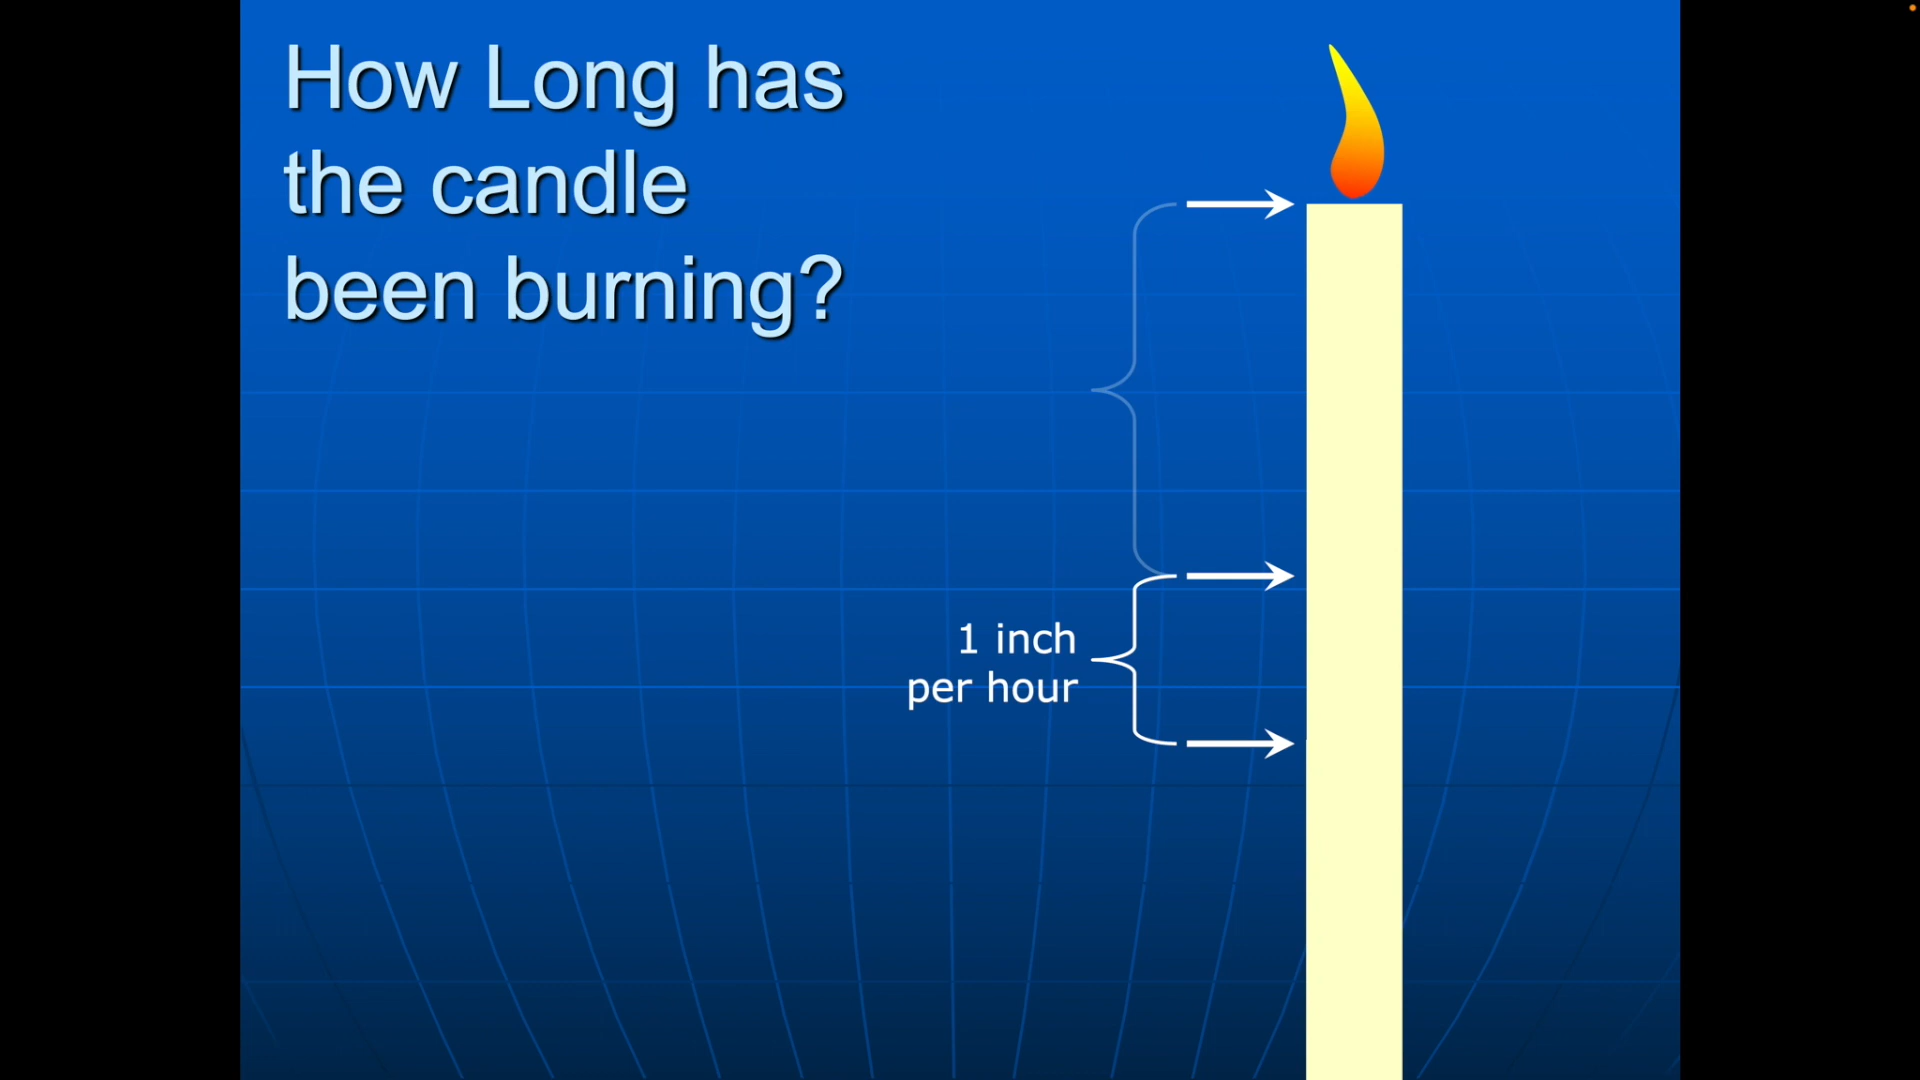 How Long has
the candle
been burning?
1 inch
per hour